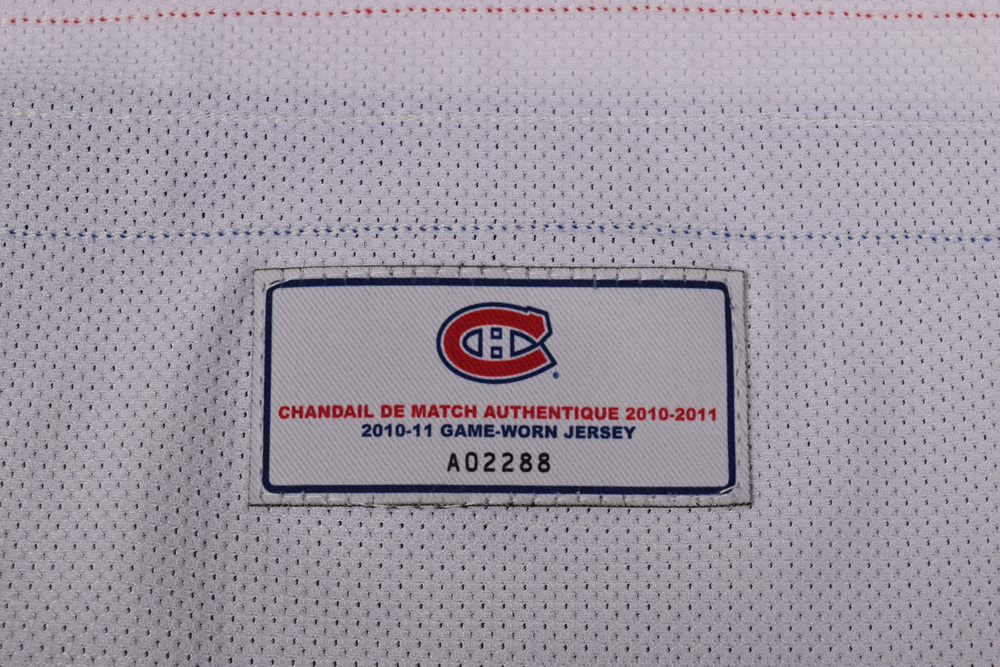 CHANDAIL DE MATCH AUTHENTIQUE 2010-2011
2010-11 GAME-WORN JERSEY
A02288